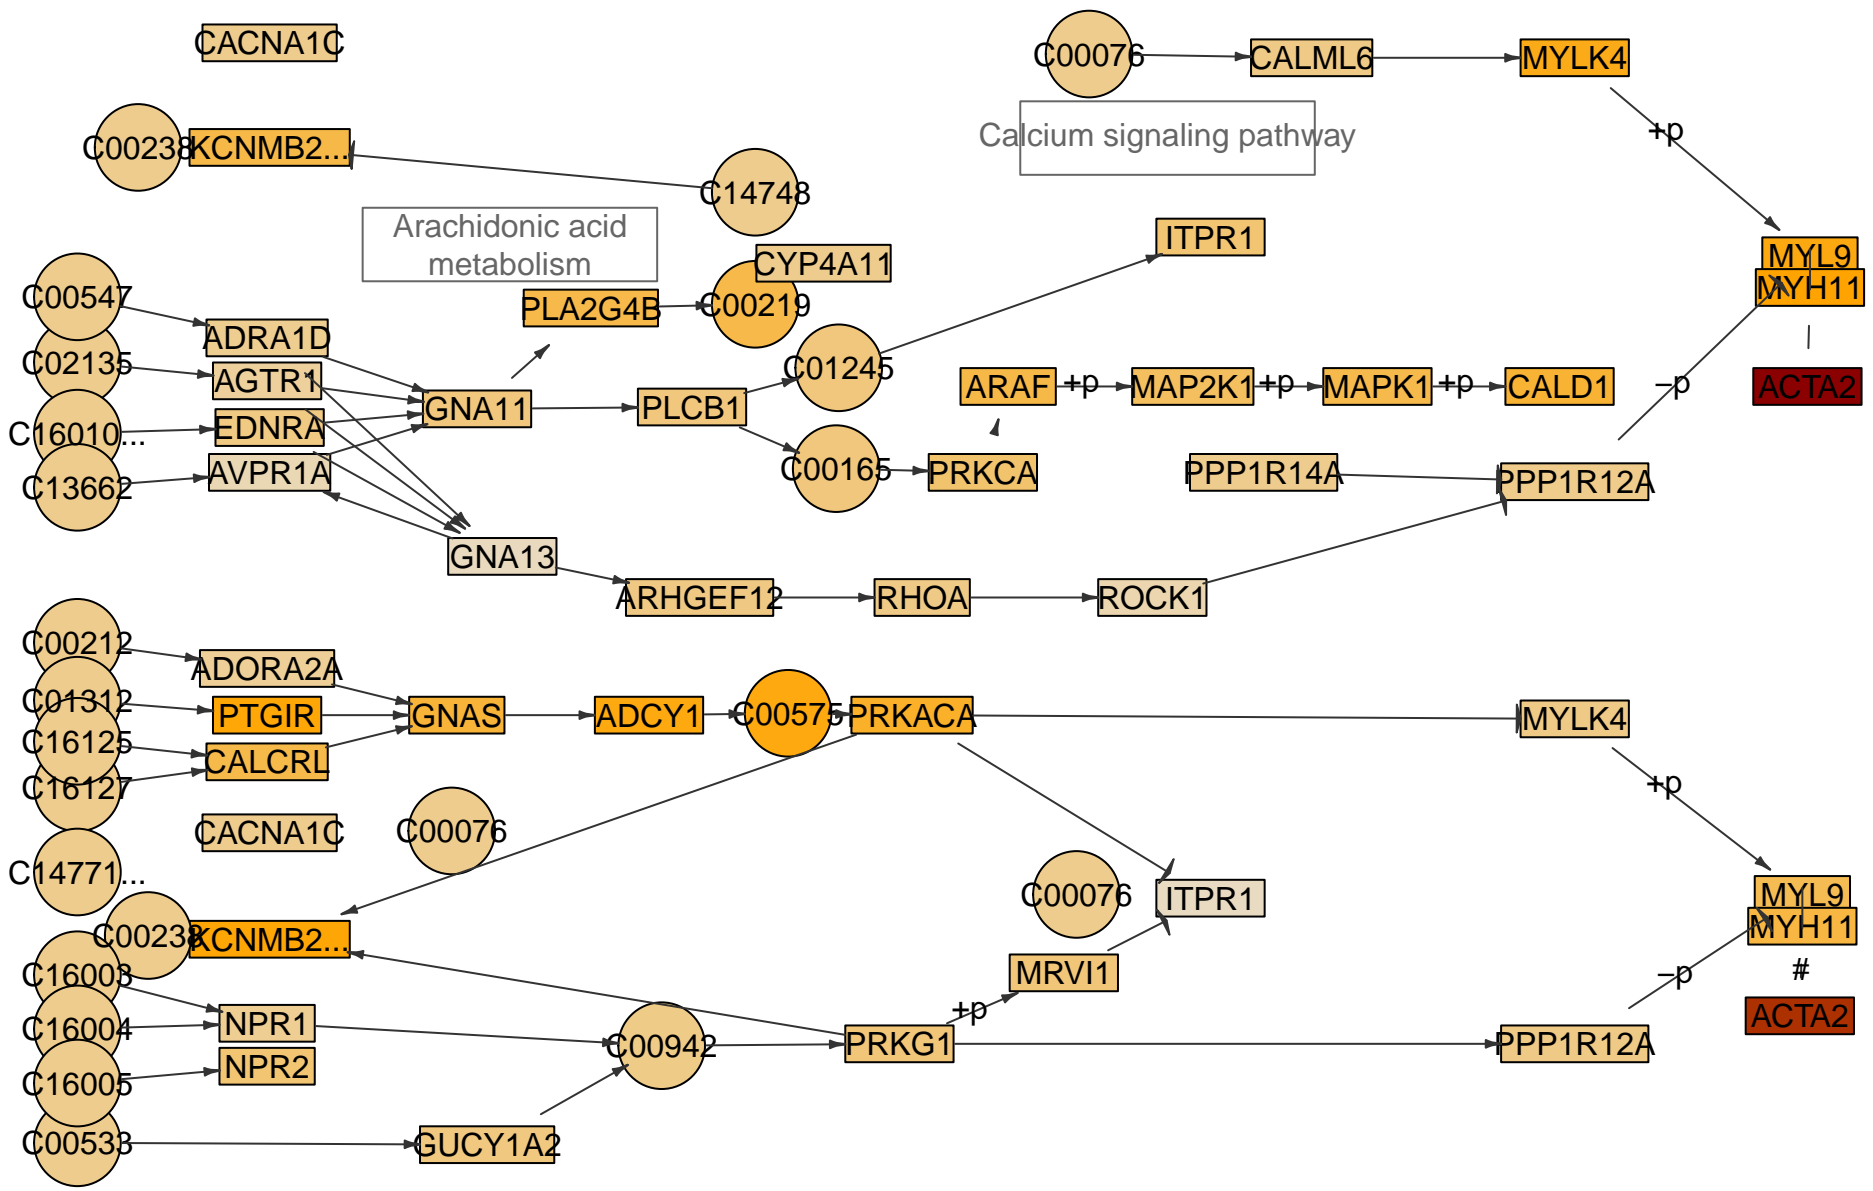 CACNA1C
C00076
CALML6
MYLK4
+p
Calcium signaling pathway
C00238
KCNMB2...
C14748
Arachidonic acid
metabolism
CYP4A11
ITPR1
MYL9
MYH11
C00547
ADRA1D
PLA2G4B
C00219
C02135
AGTR1
GNA11
PLCB1
C01245
ARAF
+p
MAP2K1
+p
MAPK1
+p
CALD1
–p
ACTA2
C16010...
EDNRA
C13662
AVPR1A
C00165
PRKCA
PPP1R14A
PPP1R12A
GNA13
ARHGEF12
RHOA
ROCK1
C00212
ADORA2A
C01312
PTGIR
GNAS
ADCY1
C00575
PRKACA
MYLK4
C16125
CALCRL
C16127
+p
CACNA1C
C00076
C14771...
C00076
ITPR1
MYL9
MYH11
C00238
KCNMB2...
C16003
MRVI1
–p
#
C16004
NPR1
+p
ACTA2
C00942
PRKG1
PPP1R12A
C16005
NPR2
C00533
GUCY1A2